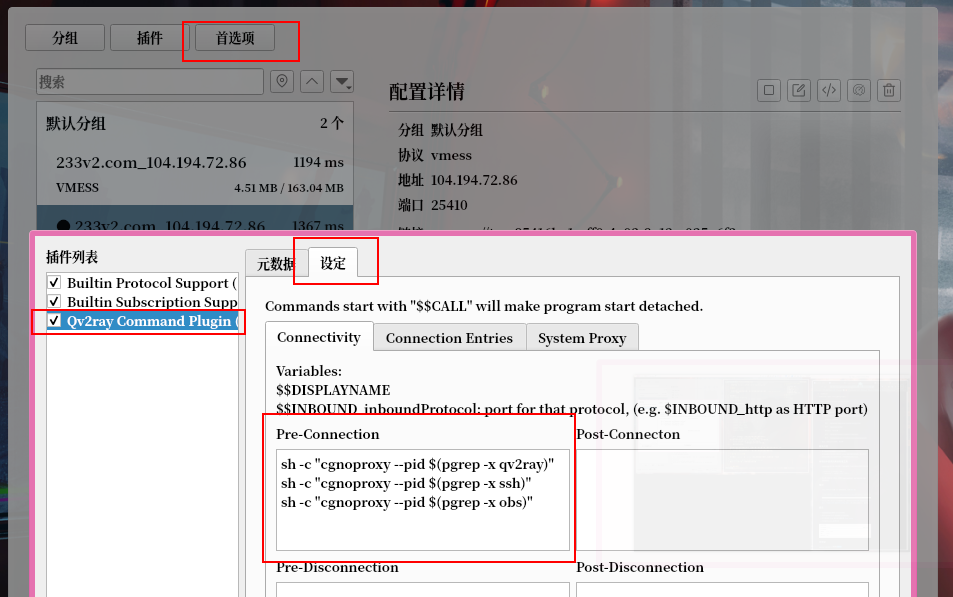 分组 插件 首选项
搜索
配置详情
默认分组 2 个
分组 默认分组
233v2.com_104.194.72.86 1194 ms
协议 vmess
VMESS 4.51 MB / 163.04 MB
地址 104.194.72.86
端口 25410
233v2.com_104.194.72.86 1367 ms
插件列表
元数据 设定
Builtin Protocol Support (
Builtin Subscription Supp
Qv2ray Command Plugin (
Commands start with "$$CALL" will make program start detached.
Connectivity Connection Entries System Proxy
Variables:
$$DISPLAYNAME
$$INBOUND_inboundProtocol: port for that protocol, (e.g. $INBOUND_http as HTTP port)
Pre-Connection Post-Connecton
sh -c "cgnoproxy --pid $(pgrep -x qv2ray)"
sh -c "cgnoproxy --pid $(pgrep -x ssh)"
sh -c "cgnoproxy --pid $(pgrep -x obs)"
Pre-Disconnection Post-Disconnection